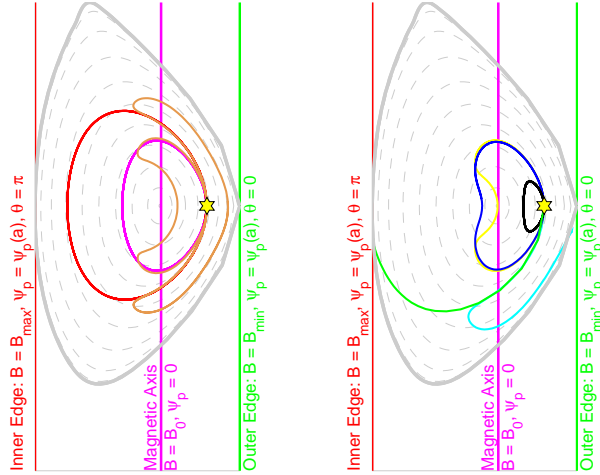 Inner Edge: B = B_max, ψ_p = ψ_p(a), θ = π
Magnetic Axis
B = B_0, ψ_p = 0
Outer Edge: B = B_min, ψ_p = ψ_p(a), θ = 0
Inner Edge: B = B_max, ψ_p = ψ_p(a), θ = π
Magnetic Axis
B = B_0, ψ_p = 0
Outer Edge: B = B_min, ψ_p = ψ_p(a), θ = 0